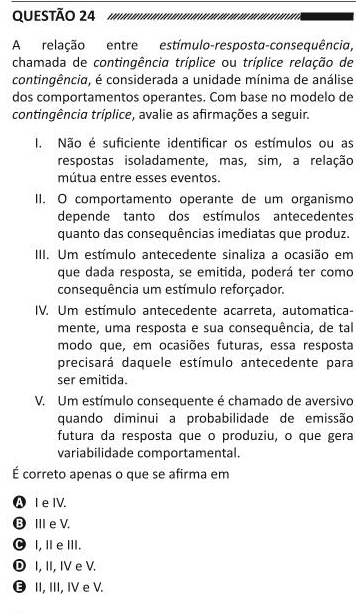 QUESTÃO 24
A relação entre estímulo-resposta-consequência,
chamada de contingência tríplice ou tríplice relação de
contingência, é considerada a unidade mínima de análise
dos comportamentos operantes. Com base no modelo de
contingência tríplice, avalie as afirmações a seguir.
I. Não é suficiente identificar os estímulos ou as
respostas isoladamente, mas, sim, a relação
mútua entre esses eventos.
II. O comportamento operante de um organismo
depende tanto dos estímulos antecedentes
quanto das consequências imediatas que produz.
III. Um estímulo antecedente sinaliza a ocasião em
que dada resposta, se emitida, poderá ter como
consequência um estímulo reforçador.
IV. Um estímulo antecedente acarreta, automatica-
mente, uma resposta e sua consequência, de tal
modo que, em ocasiões futuras, essa resposta
precisará daquele estímulo antecedente para
ser emitida.
V. Um estímulo consequente é chamado de aversivo
quando diminui a probabilidade de emissão
futura da resposta que o produziu, o que gera
variabilidade comportamental.
É correto apenas o que se afirma em
A I e IV.
B III e V.
C I, II e III.
D I, II, IV e V.
E II, III, IV e V.